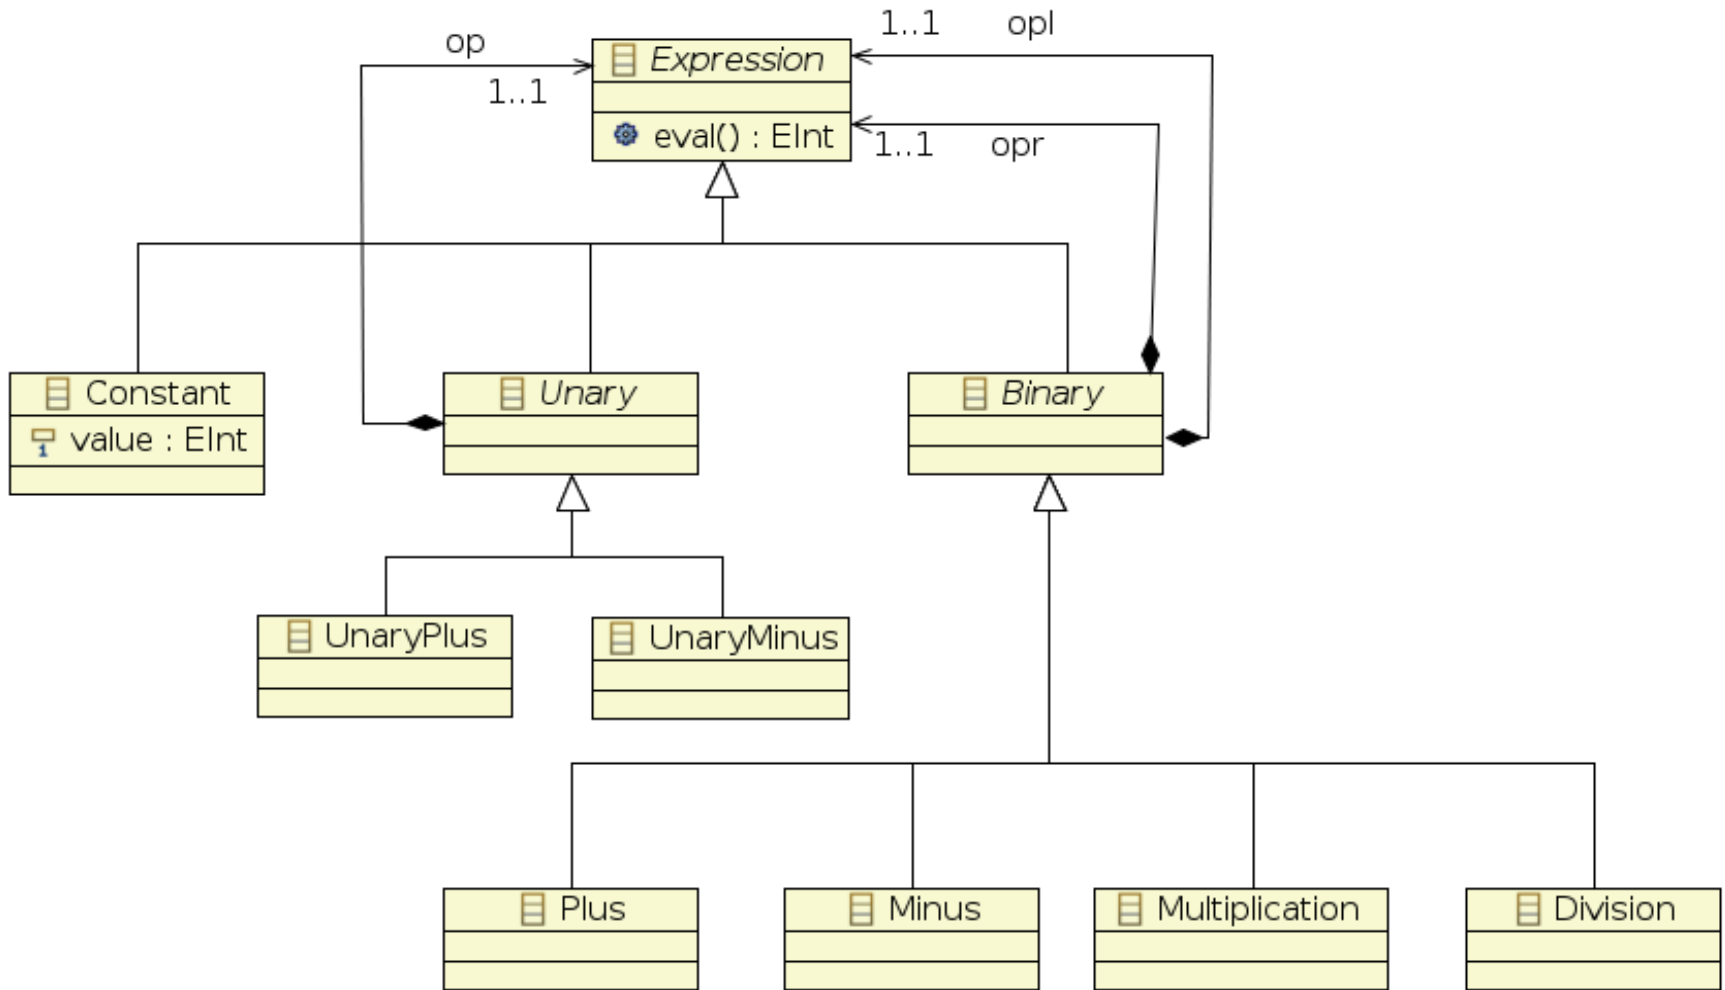 op
1..1
opl
Expression
1..1
eval() : EInt
1..1
opr
Constant
Unary
Binary
value : EInt
UnaryPlus
UnaryMinus
Plus
Minus
Multiplication
Division